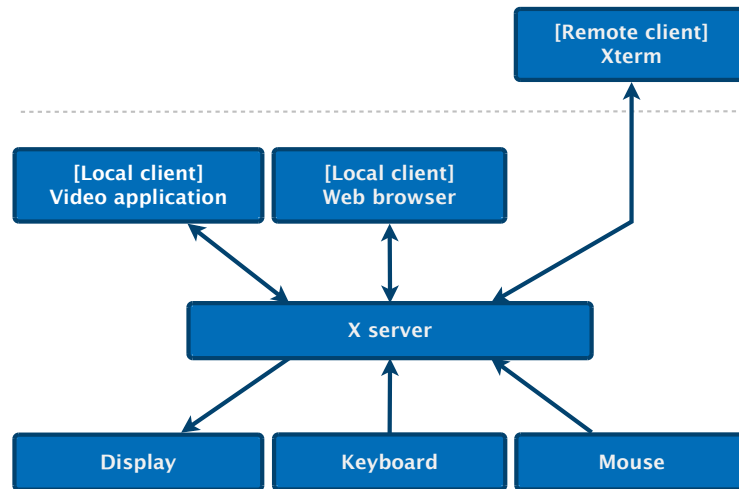 [Remote client]
Xterm
[Local client]
Video application
[Local client]
Web browser
X server
Display
Keyboard
Mouse